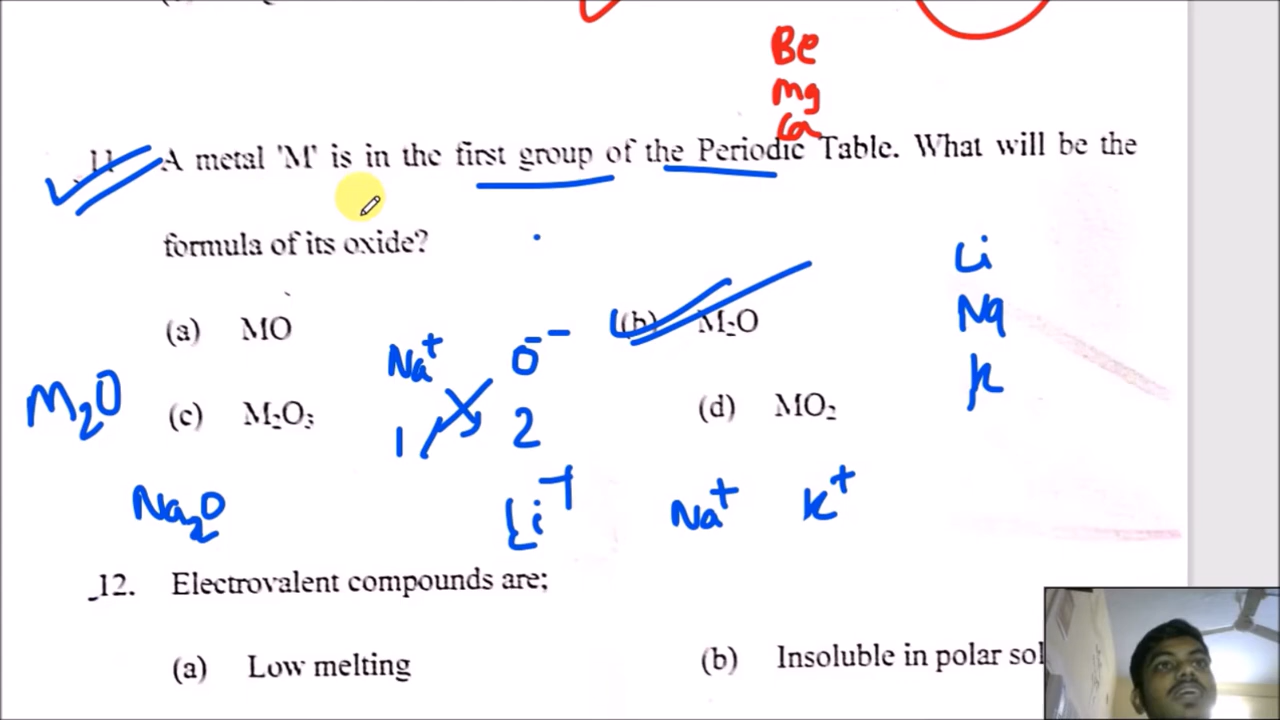 Be
Mg
Ca
11 A metal 'M' is in the first group of the Periodic Table. What will be the
formula of its oxide?
Li
(a) MO
(b) M₂O
Na
Na⁺ O⁻⁻
K
M₂O
(c) M₂O₃
1 2
(d) MO₂
Na₂O
Li⁺
Na⁺ K⁺
12. Electrovalent compounds are;
(a) Low melting
(b) Insoluble in polar sol